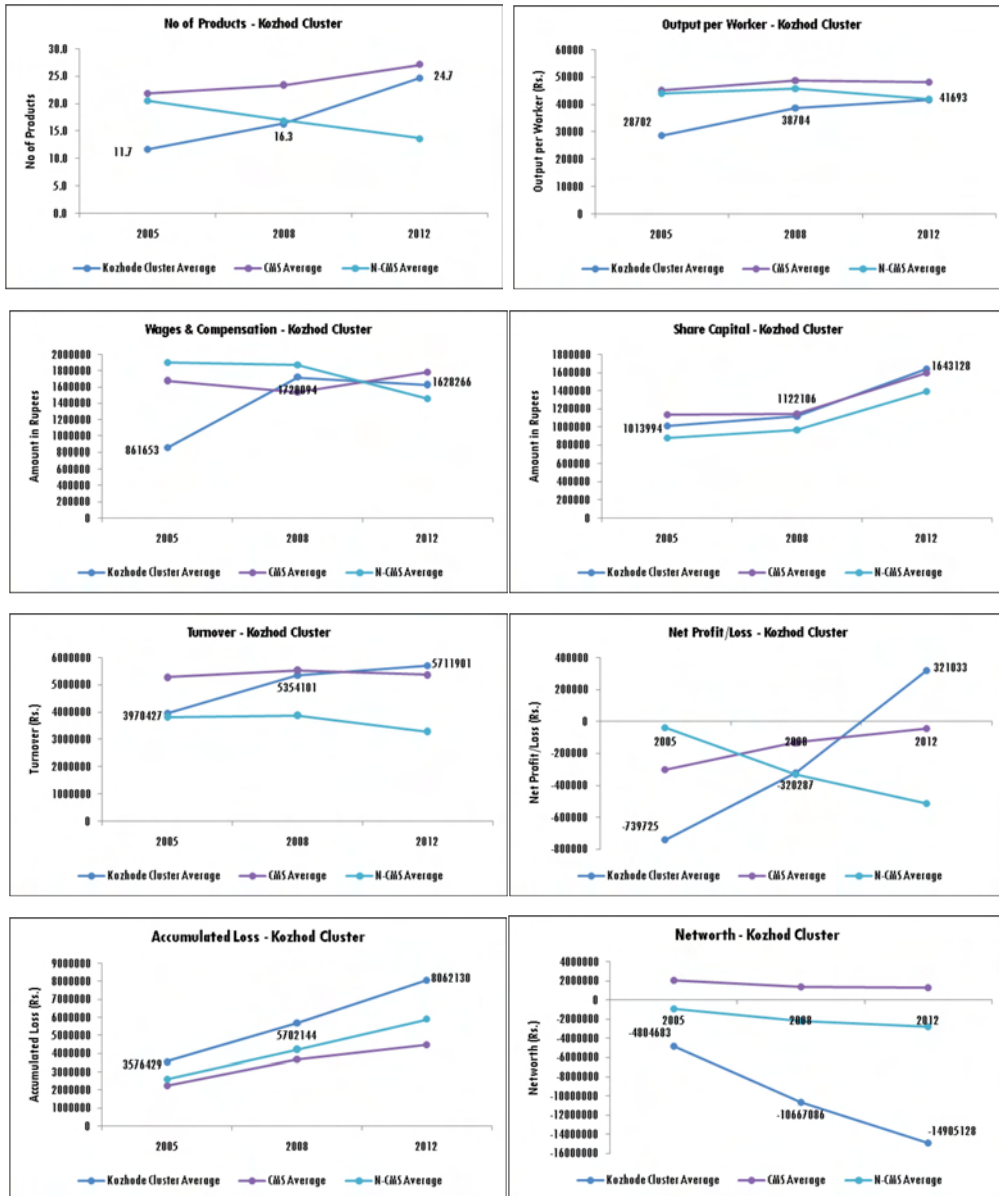 No of Products - Kozhod Cluster
No of Products
30.0
25.0
20.0
15.0
10.0
5.0
0.0
11.7
16.3
24.7
2005 2008 2012
Kozhode Cluster Average CMS Average N-CMS Average
Output per Worker - Kozhod Cluster
Output per Worker (Rs.)
60000
50000
40000
30000
20000
10000
0
28702
38704
41693
2005 2008 2012
Kozhode Cluster Average CMS Average N-CMS Average
Wages & Compensation - Kozhod Cluster
Amount in Rupees
2000000
1800000
1600000
1400000
1200000
1000000
800000
600000
400000
200000
0
861653
1728094
1628266
2005 2008 2012
Kozhode Cluster Average CMS Average N-CMS Average
Share Capital - Kozhod Cluster
Amount in Rupees
1800000
1600000
1400000
1200000
1000000
800000
600000
400000
200000
0
1013994
1122106
1643128
2005 2008 2012
Kozhode Cluster Average CMS Average N-CMS Average
Turnover - Kozhod Cluster
Turnover (Rs.)
6000000
5000000
4000000
3000000
2000000
1000000
0
3970427
5354101
5711901
2005 2008 2012
Kozhode Cluster Average CMS Average N-CMS Average
Net Profit/Loss - Kozhod Cluster
Net Profit/Loss (Rs.)
400000
200000
0
-200000
-400000
-600000
-800000
-739725
-320287
321033
2005 2008 2012
Kozhode Cluster Average CMS Average N-CMS Average
Accumulated Loss - Kozhod Cluster
Accumulated Loss (Rs.)
9000000
8000000
7000000
6000000
5000000
4000000
3000000
2000000
1000000
0
3576429
5702144
8062130
2005 2008 2012
Kozhode Cluster Average CMS Average N-CMS Average
Networth - Kozhod Cluster
Networth (Rs.)
4000000
2000000
0
-2000000
-4000000
-6000000
-8000000
-10000000
-12000000
-14000000
-16000000
-4804683
-10667086
-14905128
2005 2008 2012
Kozhode Cluster Average CMS Average N-CMS Average